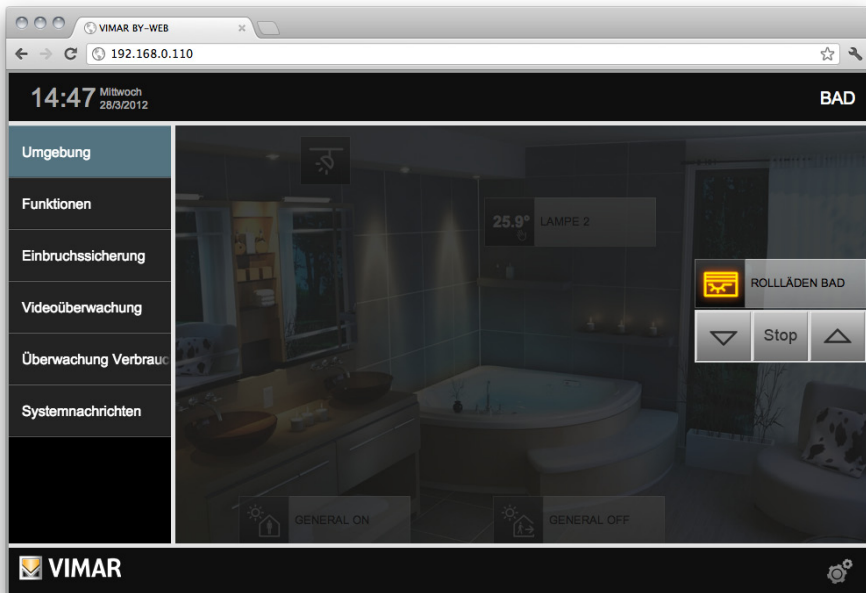 VIMAR BY-WEB
192.168.0.110
14:47 Mittwoch
28/3/2012
BAD
Umgebung
Funktionen
Einbruchssicherung
Videoüberwachung
Überwachung Verbrauc
Systemnachrichten
25.9° LAMPE 2
ROLLLÄDEN BAD
Stop
GENERAL ON
GENERAL OFF
VIMAR